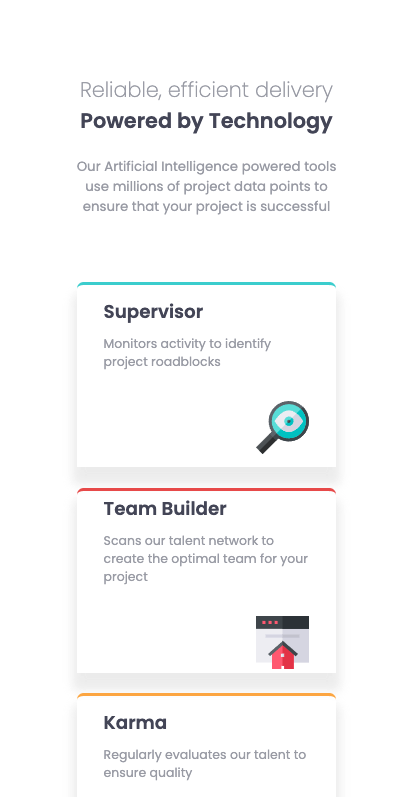 Reliable, efficient delivery
Powered by Technology
Our Artificial Intelligence powered tools
use millions of project data points to
ensure that your project is successful
Supervisor
Monitors activity to identify
project roadblocks
Team Builder
Scans our talent network to
create the optimal team for your
project
Karma
Regularly evaluates our talent to
ensure quality